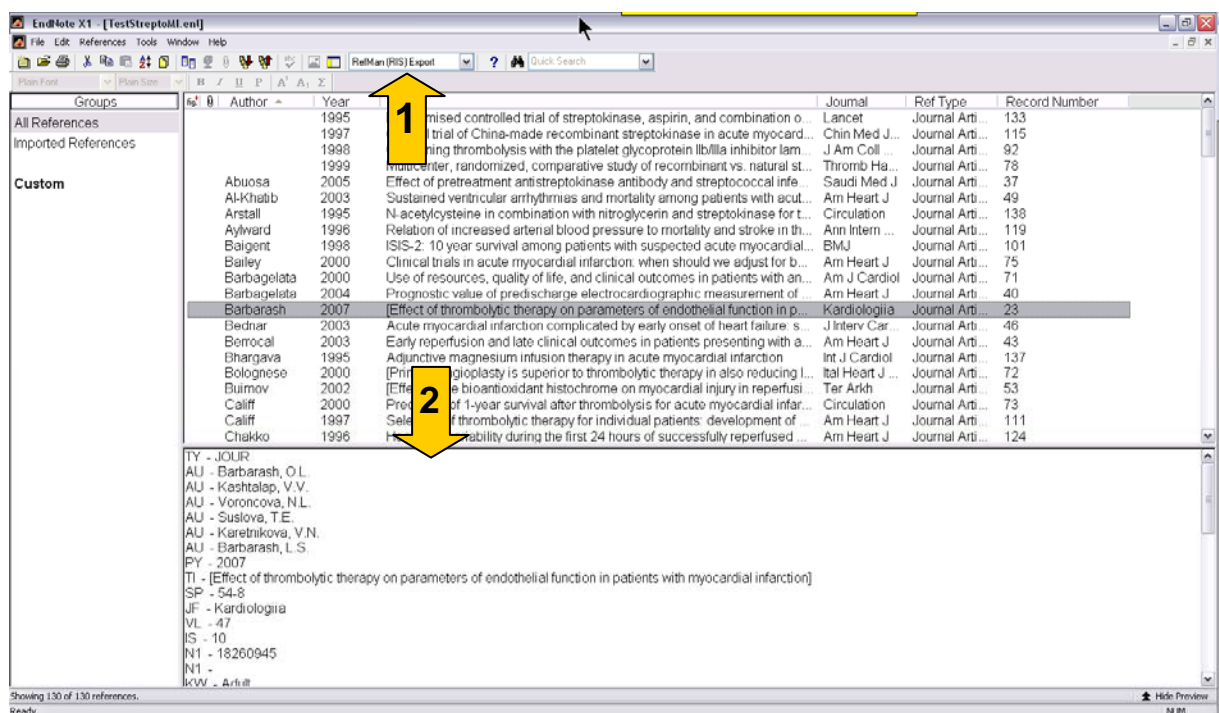 EndNote X1 - [TestStreptoMI.enl]
File Edit References Tools Window Help
RefMan (RIS) Export ? Quick Search
Plain Font Plain Size B I U P A¹ A₁ Σ
Groups Author Year Journal Ref Type Record Number
All References
Imported References
Custom
1995 mised controlled trial of streptokinase, aspirin, and combination o... Lancet Journal Arti... 133
1997 trial of China-made recombinant streptokinase in acute myocard... Chin Med J... Journal Arti... 115
1998 ning thrombolysis with the platelet glycoprotein IIb/IIIa inhibitor lam... J Am Coll ... Journal Arti... 92
1999 Multicenter, randomized, comparative study of recombinant vs. natural st... Thromb Ha... Journal Arti... 78
Abuosa 2005 Effect of pretreatment antistreptokinase antibody and streptococcal infe... Saudi Med J Journal Arti... 37
Al-Khatib 2003 Sustained ventricular arrhythmias and mortality among patients with acut... Am Heart J Journal Arti... 49
Arstall 1995 N-acetylcysteine in combination with nitroglycerin and streptokinase for t... Circulation Journal Arti... 138
Aylward 1996 Relation of increased arterial blood pressure to mortality and stroke in th... Ann Intern ... Journal Arti... 119
Baigent 1998 ISIS-2: 10 year survival among patients with suspected acute myocardial... BMJ Journal Arti... 101
Bailey 2000 Clinical trials in acute myocardial infarction: when should we adjust for b... Am Heart J Journal Arti... 75
Barbagelata 2000 Use of resources, quality of life, and clinical outcomes in patients with an... Am J Cardiol Journal Arti... 71
Barbagelata 2004 Prognostic value of predischarge electrocardiographic measurement of ... Am Heart J Journal Arti... 40
Barbarash 2007 [Effect of thrombolytic therapy on parameters of endothelial function in p... Kardiologiia Journal Arti... 23
Bednar 2003 Acute myocardial infarction complicated by early onset of heart failure: s... J Interv Car... Journal Arti... 46
Berrocal 2003 Early reperfusion and late clinical outcomes in patients presenting with a... Am Heart J Journal Arti... 43
Bhargava 1995 Adjunctive magnesium infusion therapy in acute myocardial infarction Int J Cardiol Journal Arti... 137
Bolognese 2000 [Prim gioplasty is superior to thrombolytic therapy in also reducing l... Ital Heart J ... Journal Arti... 72
Buimov 2002 [Effe e bioantioxidant histochrome on myocardial injury in reperfusi... Ter Arkh Journal Arti... 53
Califf 2000 Pred of 1-year survival after thrombolysis for acute myocardial infar... Circulation Journal Arti... 73
Califf 1997 Sele of thrombolytic therapy for individual patients: development of ... Am Heart J Journal Arti... 111
Chakko 1996 ability during the first 24 hours of successfully reperfused ... Am Heart J Journal Arti... 124
1
2
TY - JOUR
AU - Barbarash, O.L.
AU - Kashtalap, V.V.
AU - Voroncova, N.L.
AU - Suslova, T.E.
AU - Karetnikova, V.N.
AU - Barbarash, L.S.
PY - 2007
TI - [Effect of thrombolytic therapy on parameters of endothelial function in patients with myocardial infarction]
SP - 54-8
JF - Kardiologiia
VL - 47
IS - 10
N1 - 18260945
N1 -
KW - Adult
Showing 130 of 130 references. Hide Preview
Ready NUM